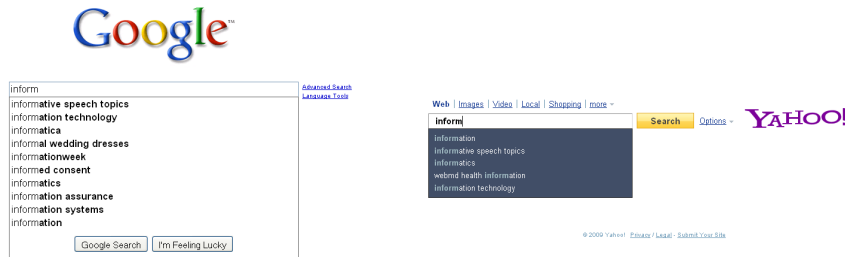 Google™
inform
Advanced Search
Language Tools
informative speech topics
information technology
informatica
informal wedding dresses
informationweek
informed consent
informatics
information assurance
information systems
information
Google Search I'm Feeling Lucky
Web | Images | Video | Local | Shopping | more
inform Search Options YAHOO!
information
informative speech topics
informatics
webmd health information
information technology
© 2009 Yahoo! Privacy / Legal - Submit Your Site